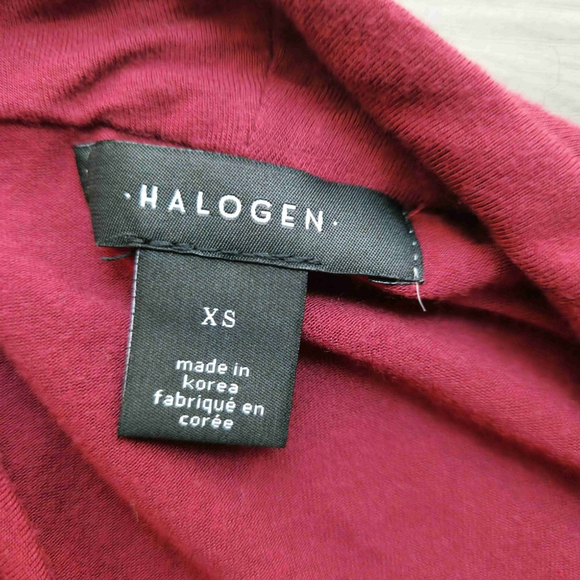 ·HALOGEN·
XS
made in
korea
fabriqué en
corée